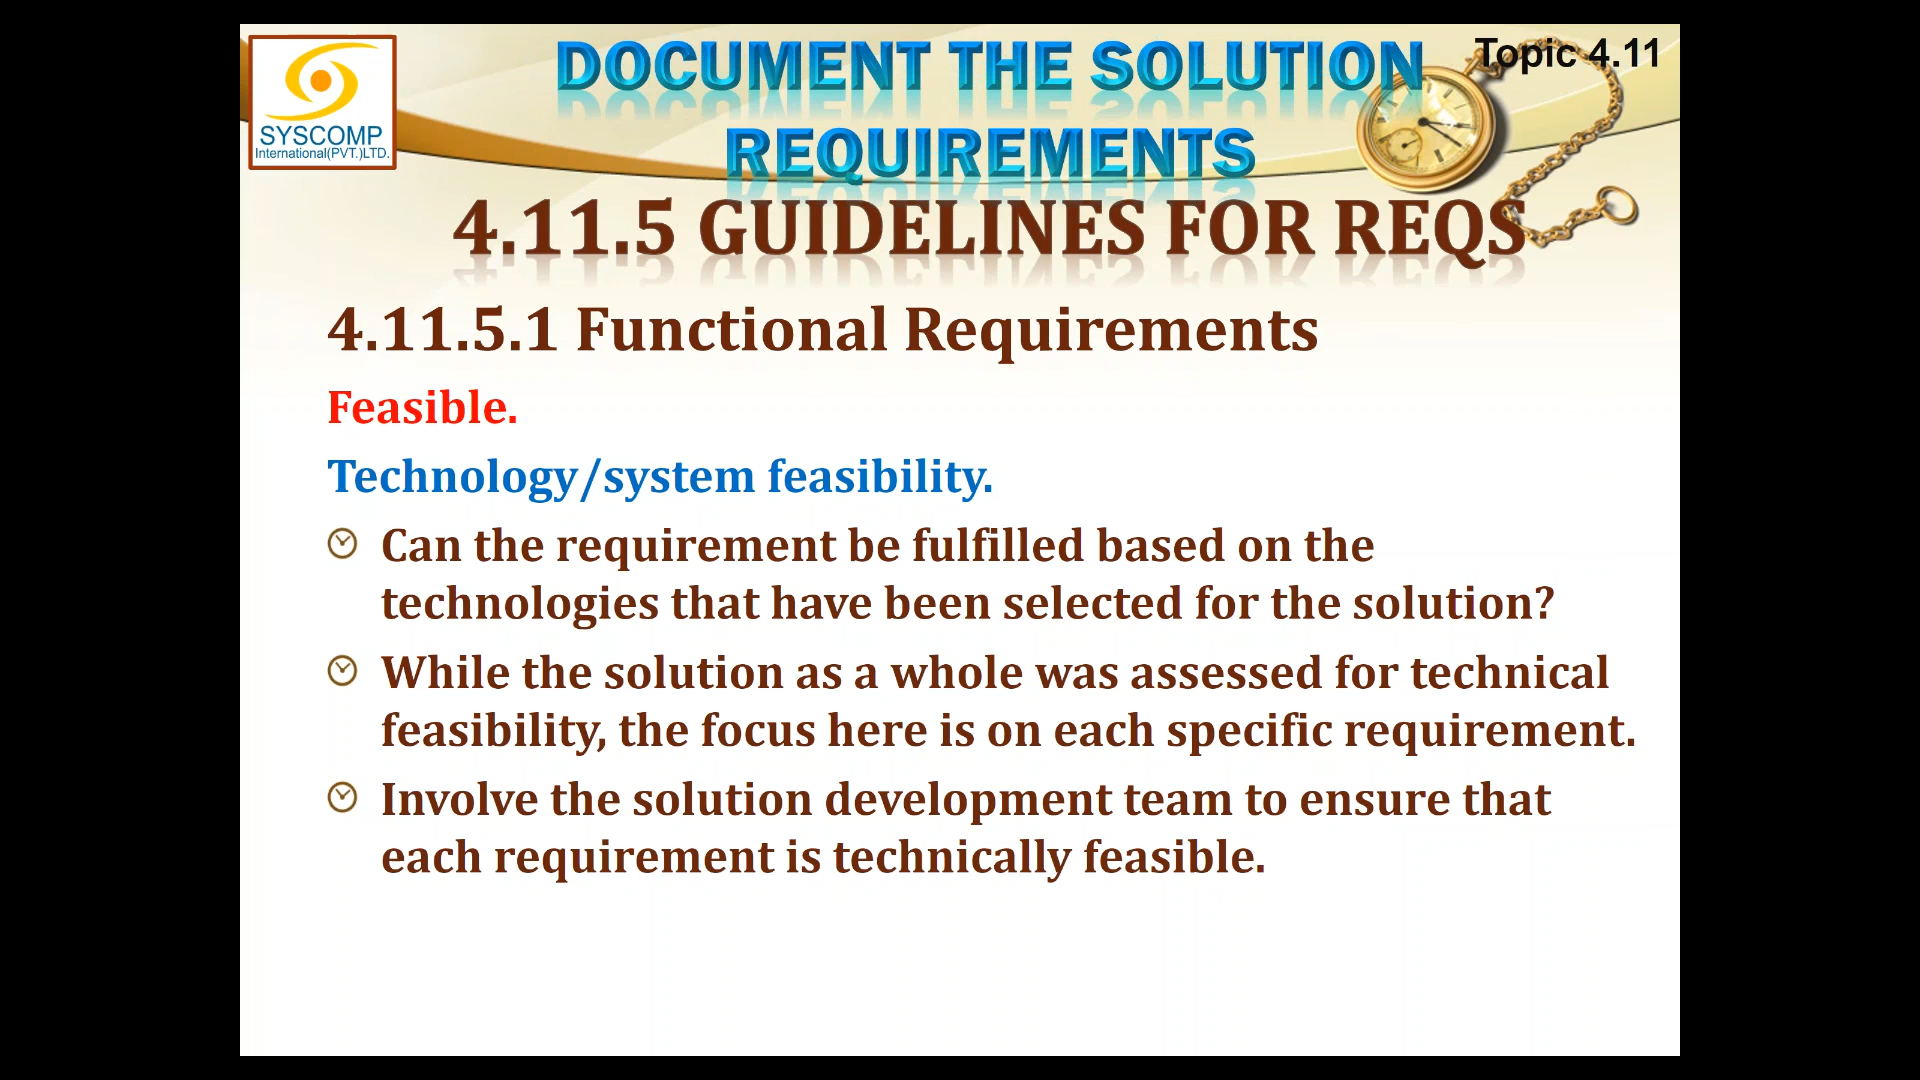 SYSCOMP
International(PVT.)LTD.
DOCUMENT THE SOLUTION
REQUIREMENTS
Topic 4.11
4.11.5 GUIDELINES FOR REQS
4.11.5.1 Functional Requirements
Feasible.
Technology/system feasibility.
Can the requirement be fulfilled based on the
technologies that have been selected for the solution?
While the solution as a whole was assessed for technical
feasibility, the focus here is on each specific requirement.
Involve the solution development team to ensure that
each requirement is technically feasible.